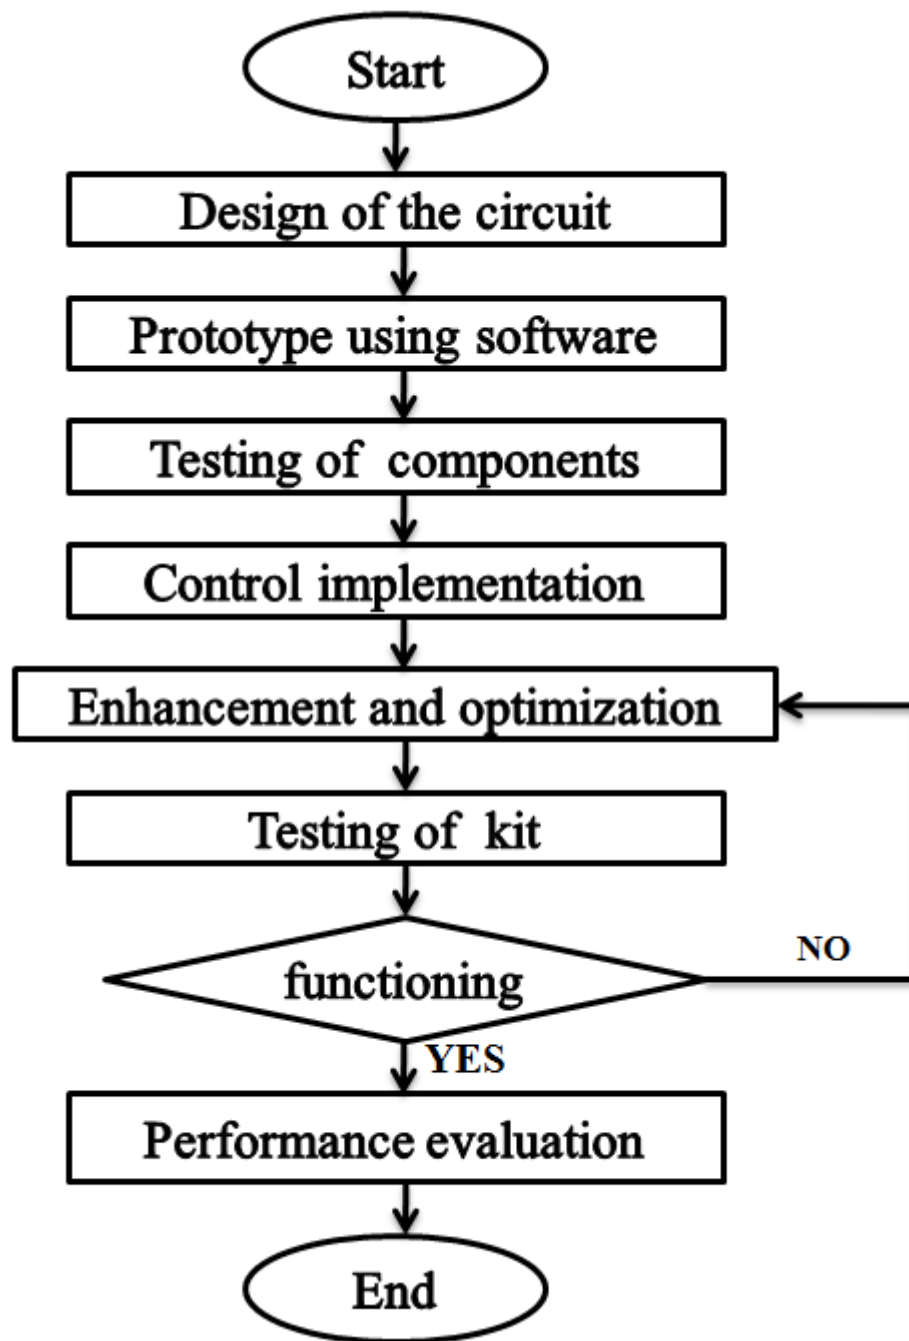 Start
Design of the circuit
Prototype using software
Testing of components
Control implementation
Enhancement and optimization
Testing of kit
functioning
NO
YES
Performance evaluation
End